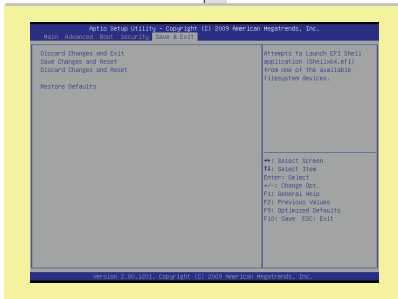 Aptio Setup Utility - Copyright (C) 2009 American Megatrends, Inc.
Main Advanced Boot Security Save & Exit
Discard Changes and Exit
Save Changes and Reset
Discard Changes and Reset
Restore Defaults
Attempts to Launch EFI Shell
application (Shellx64.efi)
from one of the available
filesystem devices.
↔: Select Screen
↑↓: Select Item
Enter: Select
+/-: Change Opt.
F1: General Help
F2: Previous Values
F9: Optimized Defaults
F10: Save ESC: Exit
Version 2.00.1201. Copyright (C) 2009 American Megatrends, Inc.